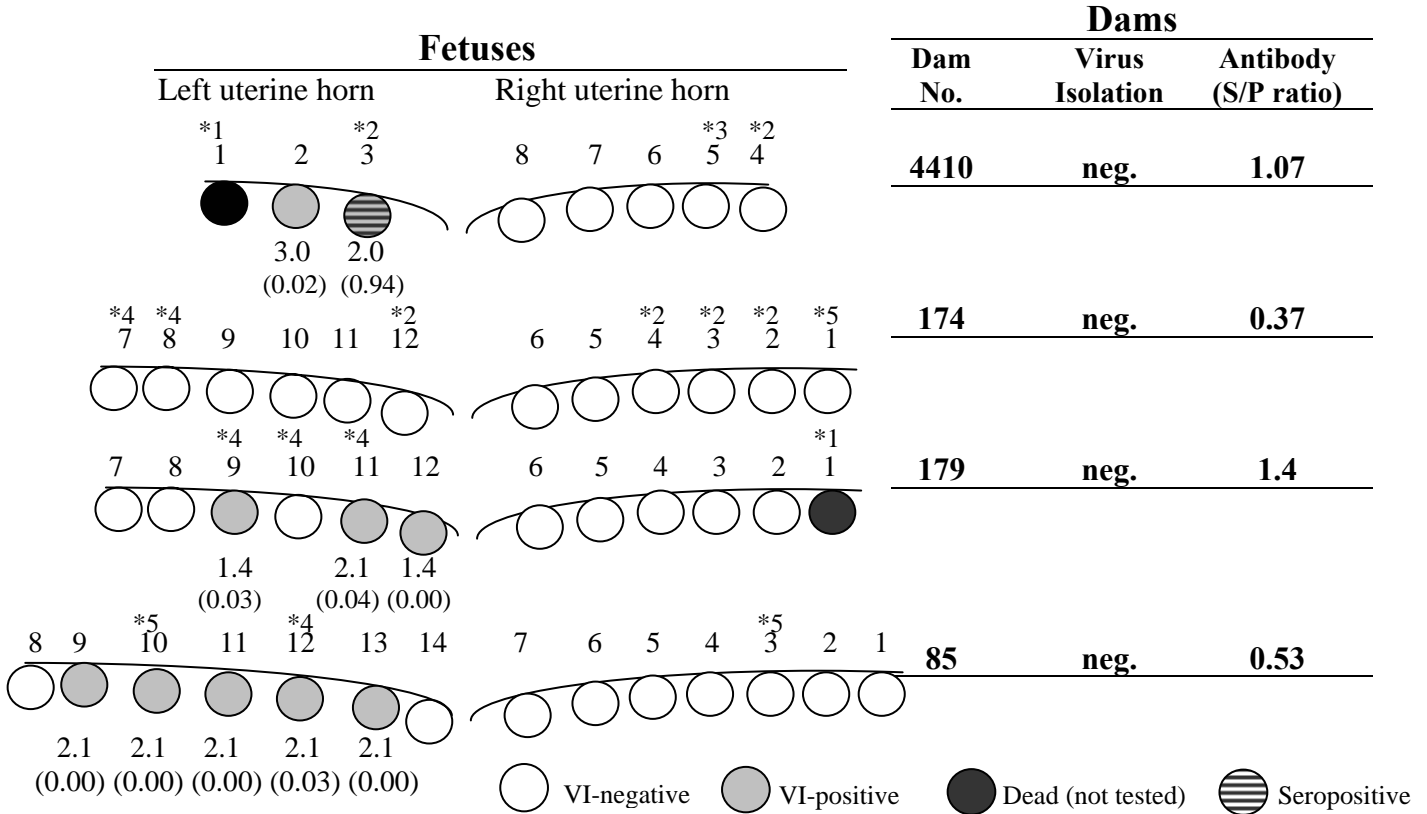 Dams
Fetuses
Dam No. Virus Isolation Antibody (S/P ratio)
Left uterine horn Right uterine horn
*1 *2 *3 *2
1 2 3 8 7 6 5 4 4410 neg. 1.07
3.0 2.0
(0.02) (0.94)
*4 *4 *2 *2 *2 *2 *5
7 8 9 10 11 12 6 5 4 3 2 1 174 neg. 0.37
*4 *4 *4 *1
7 8 9 10 11 12 6 5 4 3 2 1 179 neg. 1.4
1.4 2.1 1.4
(0.03) (0.04) (0.00)
*5 *4 *5
8 9 10 11 12 13 14 7 6 5 4 3 2 1 85 neg. 0.53
2.1 2.1 2.1 2.1 2.1
(0.00) (0.00) (0.00) (0.03) (0.00)
VI-negative VI-positive Dead (not tested) Seropositive